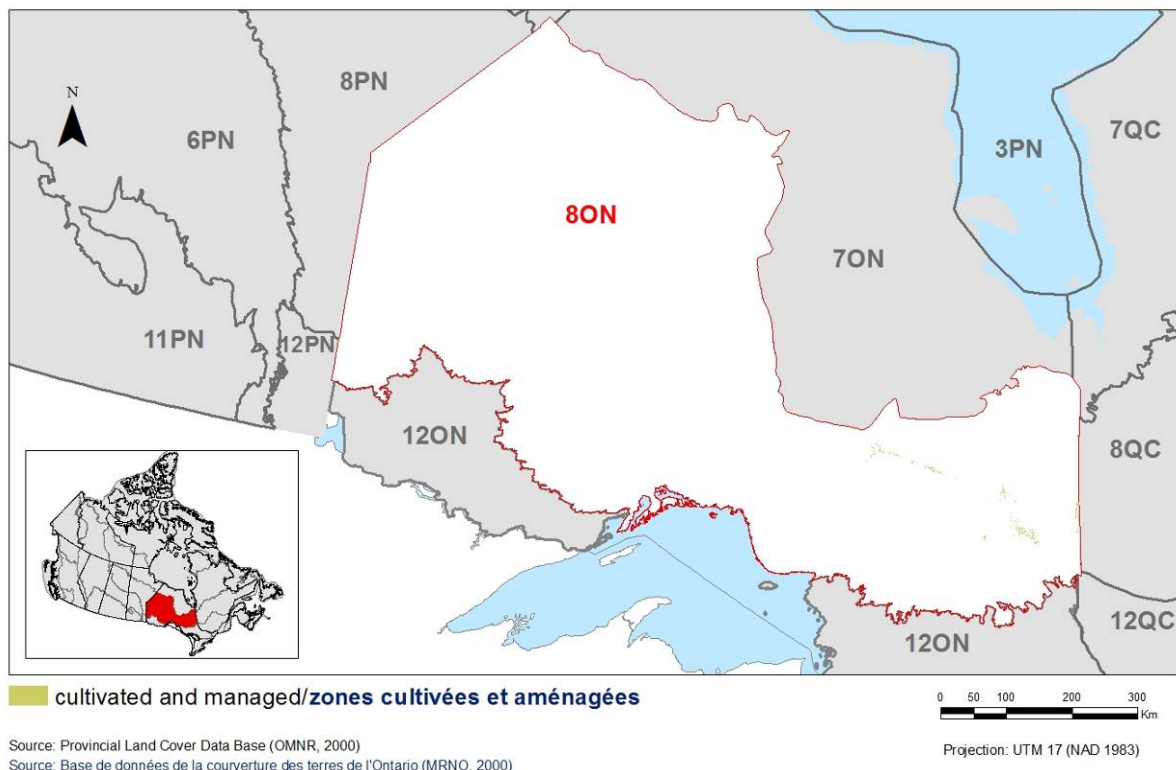 N
8PN
6PN
3PN
7QC
8ON
7ON
11PN
12PN
12ON
8QC
12ON
12QC
cultivated and managed/zones cultivées et aménagées
0 50 100 200 300
Km
Source: Provincial Land Cover Data Base (OMNR, 2000)
Projection: UTM 17 (NAD 1983)
Source: Base de données de la courverture des terres de l'Ontario (MRNO, 2000)